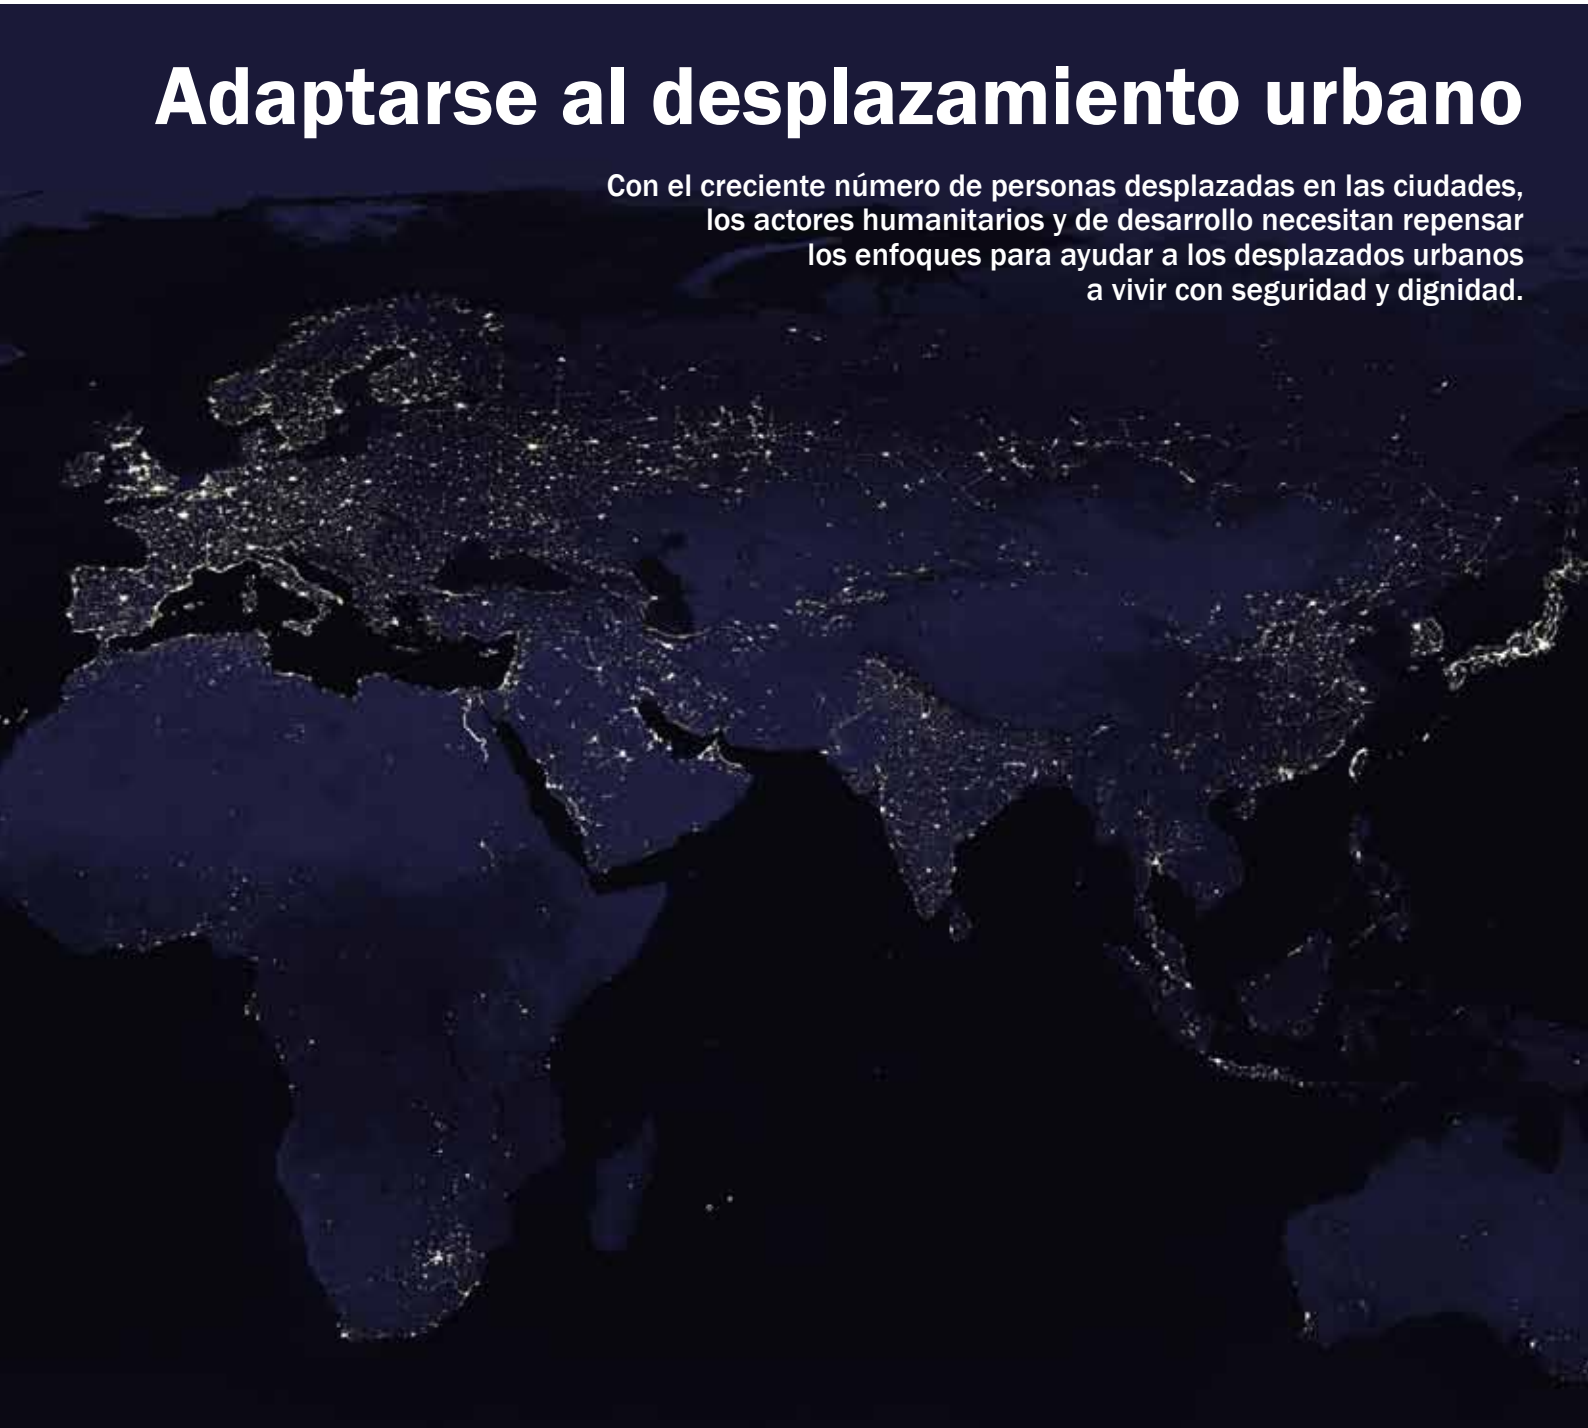 Adaptarse al desplazamiento urbano
Con el creciente número de personas desplazadas en las ciudades,
los actores humanitarios y de desarrollo necesitan repensar
los enfoques para ayudar a los desplazados urbanos
a vivir con seguridad y dignidad.